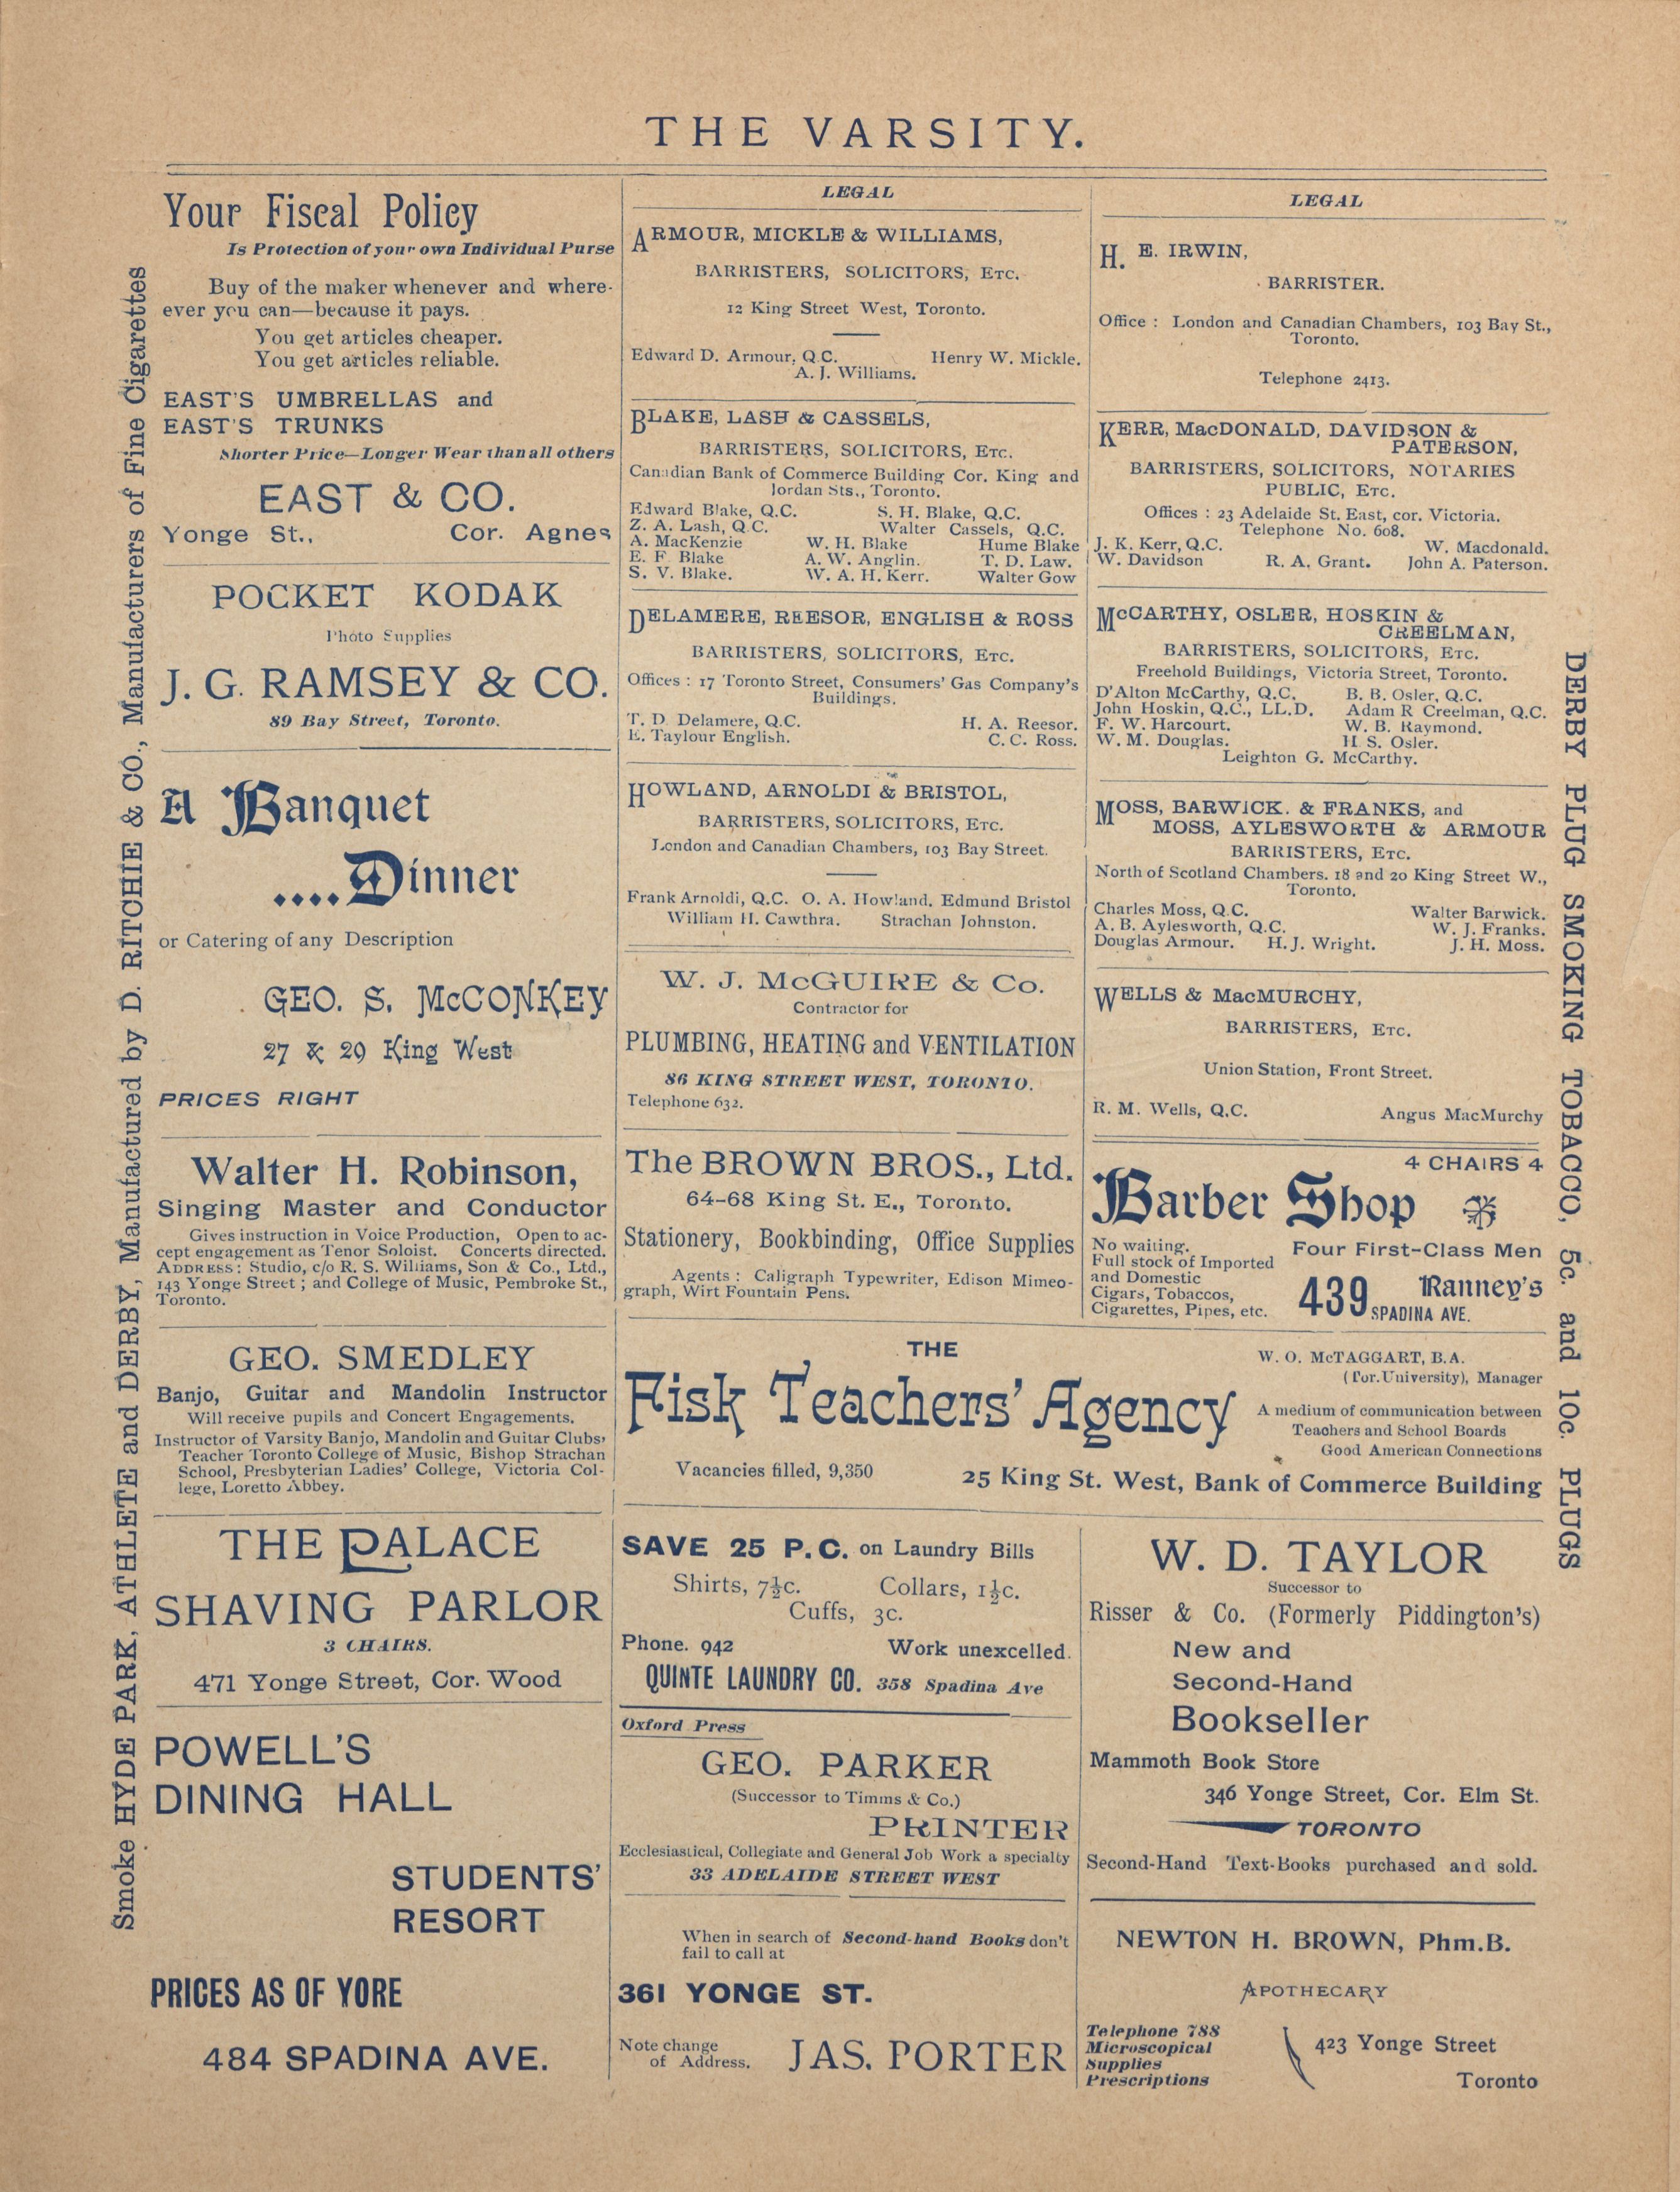 THE VARSITY.
Smoke HYDE PARK, ATHLETE and DERBY, Manufactured by D. RITCHIE & CO., Manufacturers of Fine Cigarettes
Your Fiscal Policy
Is Protection of your own Individual Purse
Buy of the maker whenever and where-
ever you can—because it pays.
You get articles cheaper.
You get articles reliable.
EAST'S UMBRELLAS and
EAST'S TRUNKS
Shorter Price—Longer Wear than all others
EAST & CO.
Yonge St., Cor. Agnes
POCKET KODAK
Photo Supplies
J. G. RAMSEY & CO.
89 Bay Street, Toronto.
A Banquet
....Dinner
or Catering of any Description
GEO. S. McCONKEY
27 & 29 King West
PRICES RIGHT
Walter H. Robinson,
Singing Master and Conductor
Gives instruction in Voice Production, Open to ac-
cept engagement as Tenor Soloist. Concerts directed.
ADDRESS: Studio, c/o R. S. Williams, Son & Co., Ltd.,
143 Yonge Street; and College of Music, Pembroke St.,
Toronto.
GEO. SMEDLEY
Banjo, Guitar and Mandolin Instructor
Will receive pupils and Concert Engagements.
Instructor of Varsity Banjo, Mandolin and Guitar Clubs,
Teacher Toronto College of Music, Bishop Strachan
School, Presbyterian Ladies' College, Victoria Col-
lege, Loretto Abbey.
THE PALACE
SHAVING PARLOR
3 CHAIRS.
471 Yonge Street, Cor. Wood
POWELL'S
DINING HALL
STUDENTS'
RESORT
PRICES AS OF YORE
484 SPADINA AVE.
LEGAL
ARMOUR, MICKLE & WILLIAMS,
BARRISTERS, SOLICITORS, ETC.
12 King Street West, Toronto.
Edward D. Armour, Q.C. Henry W. Mickle.
A. J. Williams.
BLAKE, LASH & CASSELS,
BARRISTERS, SOLICITORS, ETC.
Canadian Bank of Commerce Building Cor. King and
Jordan Sts., Toronto.
Edward Blake, Q.C. S. H. Blake, Q.C.
Z. A. Lash, Q.C. Walter Cassels, Q.C.
A. MacKenzie W. H. Blake Hume Blake
E. F. Blake A. W. Anglin. T. D. Law.
S. V. Blake. W. A. H. Kerr. Walter Gow
DELAMERE, REESOR, ENGLISH & ROSS
BARRISTERS, SOLICITORS, ETC.
Offices: 17 Toronto Street, Consumers' Gas Company's
Buildings.
T. D. Delamere, Q.C. H. A. Reesor.
E. Taylour English. C. C. Ross.
HOWLAND, ARNOLDI & BRISTOL,
BARRISTERS, SOLICITORS, ETC.
London and Canadian Chambers, 103 Bay Street.
Frank Arnoldi, Q.C. O. A. Howland. Edmund Bristol
William H. Cawthra. Strachan Johnston.
W. J. McGUIRE & Co.
Contractor for
PLUMBING, HEATING and VENTILATION
86 KING STREET WEST, TORONTO.
Telephone 632.
The BROWN BROS., Ltd.
64-68 King St. E., Toronto.
Stationery, Bookbinding, Office Supplies
Agents: Caligraph Typewriter, Edison Mimeo-
graph, Wirt Fountain Pens.
LEGAL
H. E. IRWIN,
BARRISTER.
Office: London and Canadian Chambers, 103 Bay St.,
Toronto.
Telephone 2413.
KERR, MacDONALD, DAVIDSON &
PATERSON,
BARRISTERS, SOLICITORS, NOTARIES
PUBLIC, ETC.
Offices: 23 Adelaide St. East, cor. Victoria.
Telephone No. 608.
J. K. Kerr, Q.C. W. Macdonald.
W. Davidson R. A. Grant. John A. Paterson.
McCARTHY, OSLER, HOSKIN &
CREELMAN,
BARRISTERS, SOLICITORS, ETC.
Freehold Buildings, Victoria Street, Toronto.
D'Alton McCarthy, Q.C. B. B. Osler, Q.C.
John Hoskin, Q.C., LL.D. Adam R Creelman, Q.C.
F. W. Harcourt. W. B. Raymond.
W. M. Douglas. H S. Osler.
Leighton G. McCarthy.
MOSS, BARWICK. & FRANKS, and
MOSS, AYLESWORTH & ARMOUR
BARRISTERS, ETC.
North of Scotland Chambers. 18 and 20 King Street W.,
Toronto.
Charles Moss, Q.C. Walter Barwick.
A. B. Aylesworth, Q.C. W. J. Franks.
Douglas Armour. H. J. Wright. J. H. Moss.
WELLS & MacMURCHY,
BARRISTERS, ETC.
Union Station, Front Street.
R. M. Wells, Q.C. Angus MacMurchy
4 CHAIRS 4
Barber Shop
No waiting. Four First-Class Men
Full stock of Imported
and Domestic
Cigars, Tobaccos,
Cigarettes, Pipes, etc.
Ranney's
439 SPADINA AVE.
THE
Fisk Teachers' Agency
W. O. McTAGGART, B.A.
(Tor. University), Manager
A medium of communication between
Teachers and School Boards
Good American Connections
Vacancies filled, 9,350
25 King St. West, Bank of Commerce Building
SAVE 25 P.C. on Laundry Bills
Shirts, 7½c. Collars, 1½c.
Cuffs, 3c.
Phone. 942 Work unexcelled.
QUINTE LAUNDRY CO. 358 Spadina Ave
Oxford Press
GEO. PARKER
(Successor to Timms & Co.)
PRINTER
Ecclesiastical, Collegiate and General Job Work a specialty
33 ADELAIDE STREET WEST
When in search of Second-hand Books don't
fail to call at
361 YONGE ST.
Note change
of Address.
JAS. PORTER
W. D. TAYLOR
Successor to
Risser & Co. (Formerly Piddington's)
New and
Second-Hand
Bookseller
Mammoth Book Store
346 Yonge Street, Cor. Elm St.
TORONTO
Second-Hand Text-Books purchased and sold.
NEWTON H. BROWN, Phm.B.
APOTHECARY
Telephone 788
Microscopical
Supplies
Prescriptions
423 Yonge Street
Toronto
DERBY PLUG SMOKING TOBACCO, 5c. and 10c. PLUGS